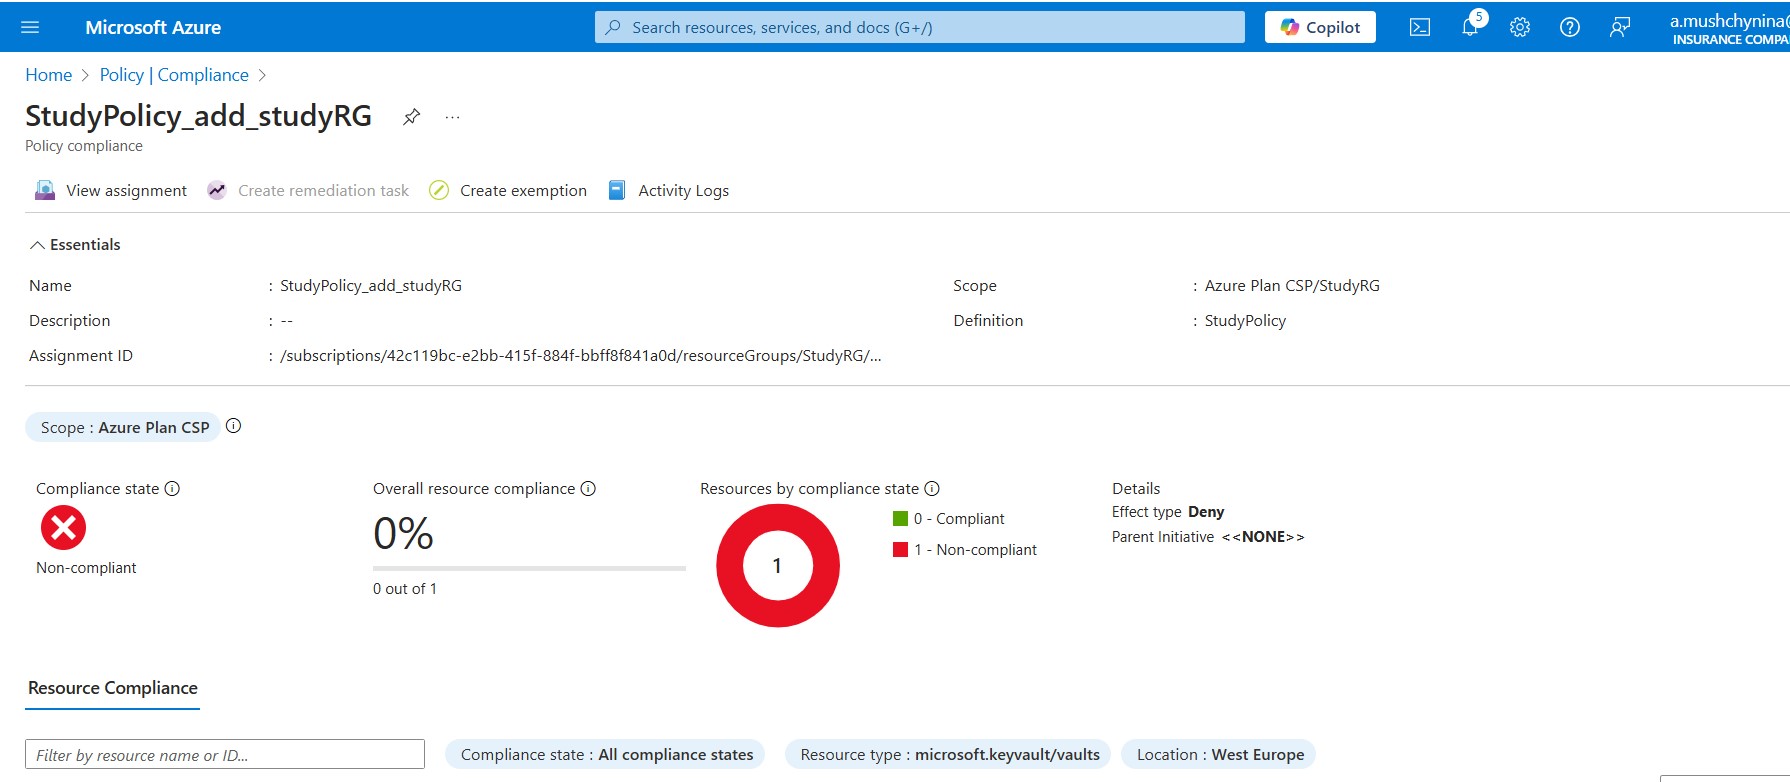 Microsoft Azure
Search resources, services, and docs (G+/)
Copilot
5
a.mushchynina@
INSURANCE COMPA
Home > Policy | Compliance >
StudyPolicy_add_studyRG ...
Policy compliance
View assignment Create remediation task Create exemption Activity Logs
Essentials
Name : StudyPolicy_add_studyRG
Scope : Azure Plan CSP/StudyRG
Description : --
Definition : StudyPolicy
Assignment ID : /subscriptions/42c119bc-e2bb-415f-884f-bbff8f841a0d/resourceGroups/StudyRG/...
Scope : Azure Plan CSP
Compliance state
Non-compliant
Overall resource compliance
0%
0 out of 1
Resources by compliance state
1
0 - Compliant
1 - Non-compliant
Details
Effect type Deny
Parent Initiative <<NONE>>
Resource Compliance
Filter by resource name or ID...
Compliance state : All compliance states
Resource type : microsoft.keyvault/vaults
Location : West Europe